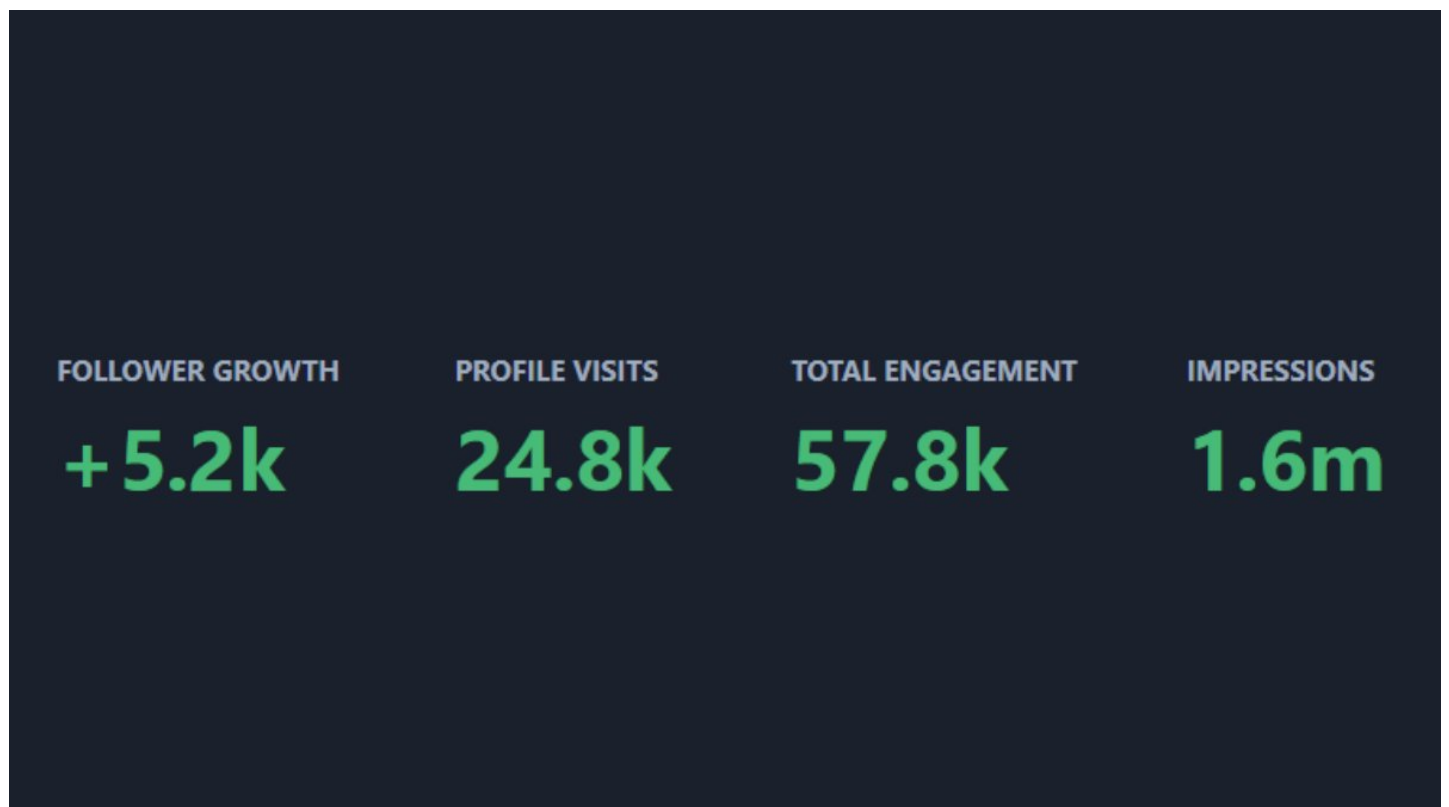 FOLLOWER GROWTH PROFILE VISITS TOTAL ENGAGEMENT IMPRESSIONS
+5.2k 24.8k 57.8k 1.6m